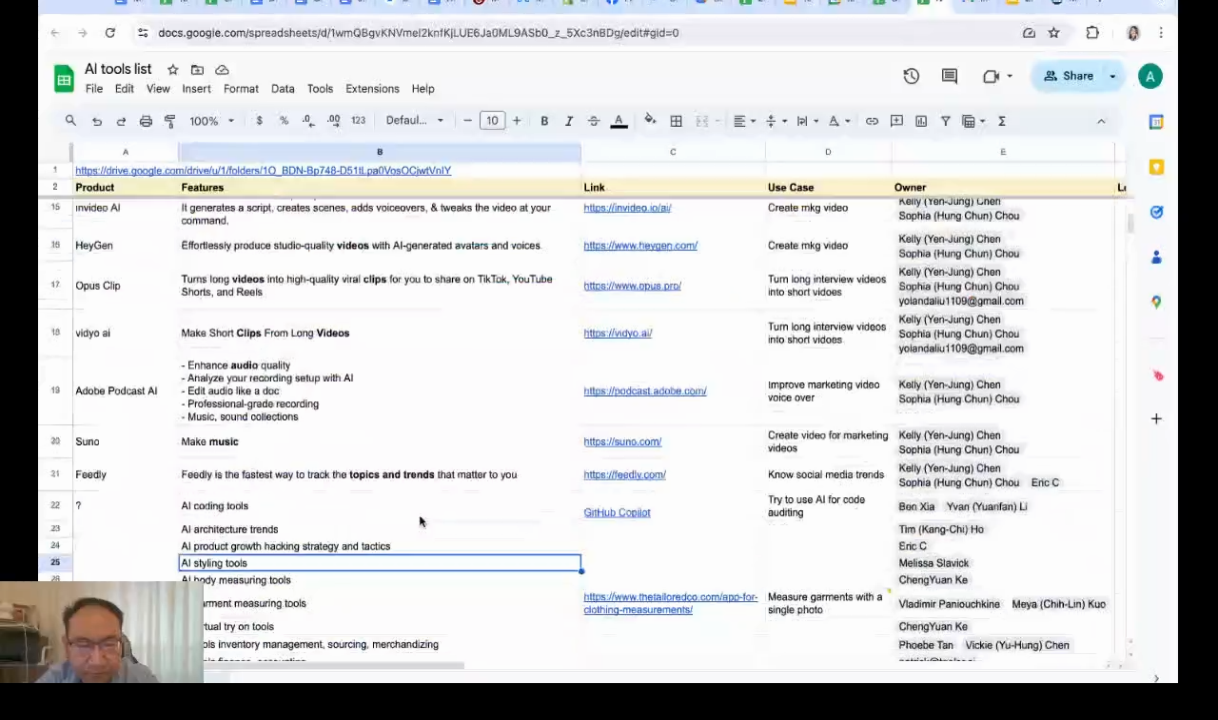 docs.google.com/spreadsheets/d/1wmQBgvKNVmeI2knfKjLUE6Ja0ML9ASb0_z_5Xc3nBDg/edit#gid=0
AI tools list
File Edit View Insert Format Data Tools Extensions Help
Share
A
100% $ % .0 .00 123 Defaul... 10 B I A
A B C D E
1 https://drive.google.com/drive/u/1/folders/
2 Product Features Link Use Case Owner
15 invideo AI It generates a script, creates scenes, adds voiceovers, & tweaks the video at your command. https://invideo.io/ai/ Create mkg video Kelly (Yen-Jung) Chen Sophia (Hung Chun) Chou
16 HeyGen Effortlessly produce studio-quality videos with AI-generated avatars and voices https://www.heygen.com/ Create mkg video Kelly (Yen-Jung) Chen Sophia (Hung Chun) Chou
17 Opus Clip Turns long videos into high-quality viral clips for you to share on TikTok, YouTube Shorts, and Reels https://www.opus.pro/ Turn long interview videos into short vidoes Kelly (Yen-Jung) Chen Sophia (Hung Chun) Chou yolandaliu1109@gmail.com
18 vidyo ai Make Short Clips From Long Videos https://vidyo.ai/ Turn long interview videos into short vidoes Kelly (Yen-Jung) Chen Sophia (Hung Chun) Chou yolandaliu1109@gmail.com
19 Adobe Podcast AI
- Enhance audio quality
- Analyze your recording setup with AI
- Edit audio like a doc
- Professional-grade recording
- Music, sound collections
https://podcast.adobe.com/ Improve marketing video voice over Kelly (Yen-Jung) Chen Sophia (Hung Chun) Chou
20 Suno Make music https://suno.com/ Create video for marketing videos Kelly (Yen-Jung) Chen Sophia (Hung Chun) Chou
21 Feedly Feedly is the fastest way to track the topics and trends that matter to you https://feedly.com/ Know social media trends Kelly (Yen-Jung) Chen Sophia (Hung Chun) Chou Eric C
22 ? AI coding tools GitHub Copilot Try to use AI for code auditing Ben Xia Yvan (Yuanfan) Li
23 AI architecture trends Tim (Kang-Chi) Ho
24 AI product growth hacking strategy and tactics Eric C
25 AI styling tools Melissa Slavick
AI body measuring tools ChengYuan Ke
arment measuring tools https://www.thetailoredco.com/app-for-clothing-measurements/ Measure garments with a single photo Vladimir Paniouchkine Meya (Chih-Lin) Kuo
rtual try on tools ChengYuan Ke
inventory management, sourcing, merchandizing Phoebe Tan Vickie (Yu-Hung) Chen